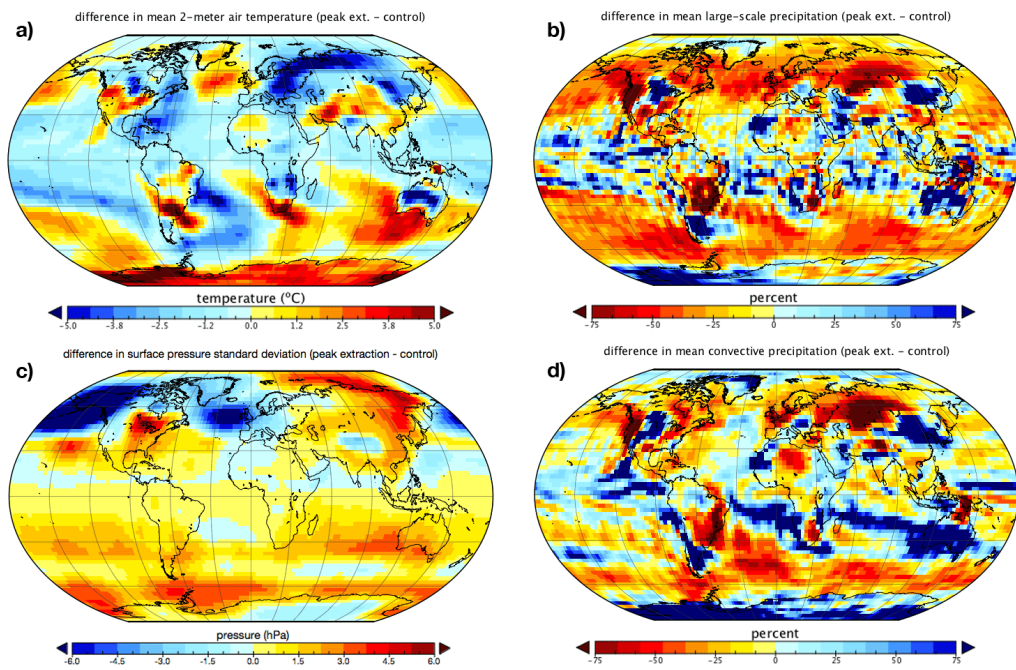 difference in mean 2-meter air temperature (peak ext. - control)
a)
temperature (°C)
-5.0 -3.8 -2.5 -1.2 0.0 1.2 2.5 3.8 5.0
difference in mean large-scale precipitation (peak ext. - control)
b)
percent
-75 -50 -25 0 25 50 75
difference in surface pressure standard deviation (peak extraction - control)
c)
pressure (hPa)
-6.0 -4.5 -3.0 -1.5 0.0 1.5 3.0 4.5 6.0
difference in mean convective precipitation (peak ext. - control)
d)
percent
-75 -50 -25 0 25 50 75